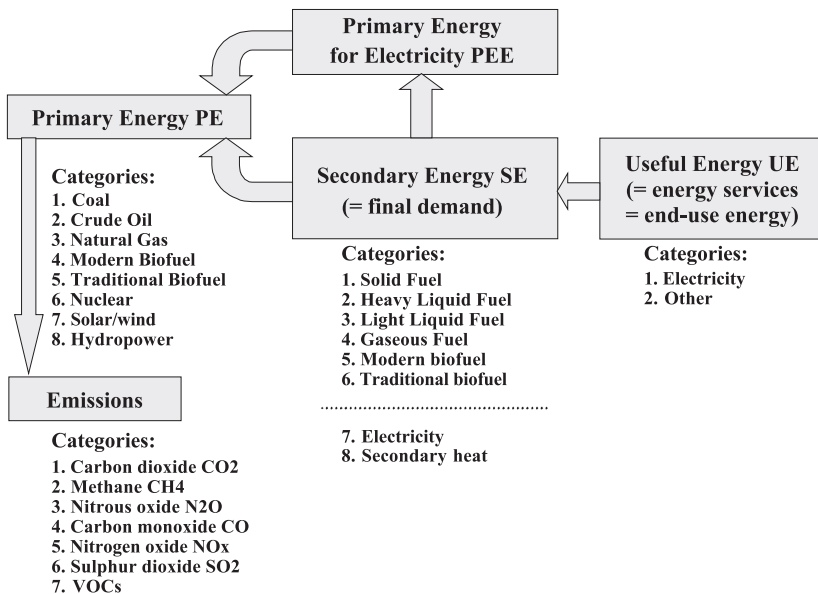 Primary Energy
for Electricity PEE
Primary Energy PE
Categories:
1. Coal
2. Crude Oil
3. Natural Gas
4. Modern Biofuel
5. Traditional Biofuel
6. Nuclear
7. Solar/wind
8. Hydropower
Secondary Energy SE
(= final demand)
Categories:
1. Solid Fuel
2. Heavy Liquid Fuel
3. Light Liquid Fuel
4. Gaseous Fuel
5. Modern biofuel
6. Traditional biofuel
7. Electricity
8. Secondary heat
Useful Energy UE
(= energy services
= end-use energy)
Categories:
1. Electricity
2. Other
Emissions
Categories:
1. Carbon dioxide CO2
2. Methane CH4
3. Nitrous oxide N2O
4. Carbon monoxide CO
5. Nitrogen oxide NOx
6. Sulphur dioxide SO2
7. VOCs